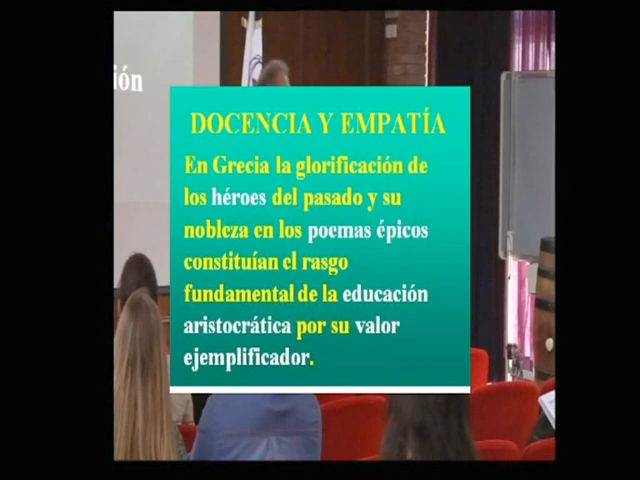 ión
DOCENCIA Y EMPATÍA
En Grecia la glorificación de
los héroes del pasado y su
nobleza en los poemas épicos
constituían el rasgo
fundamental de la educación
aristocrática por su valor
ejemplificador.